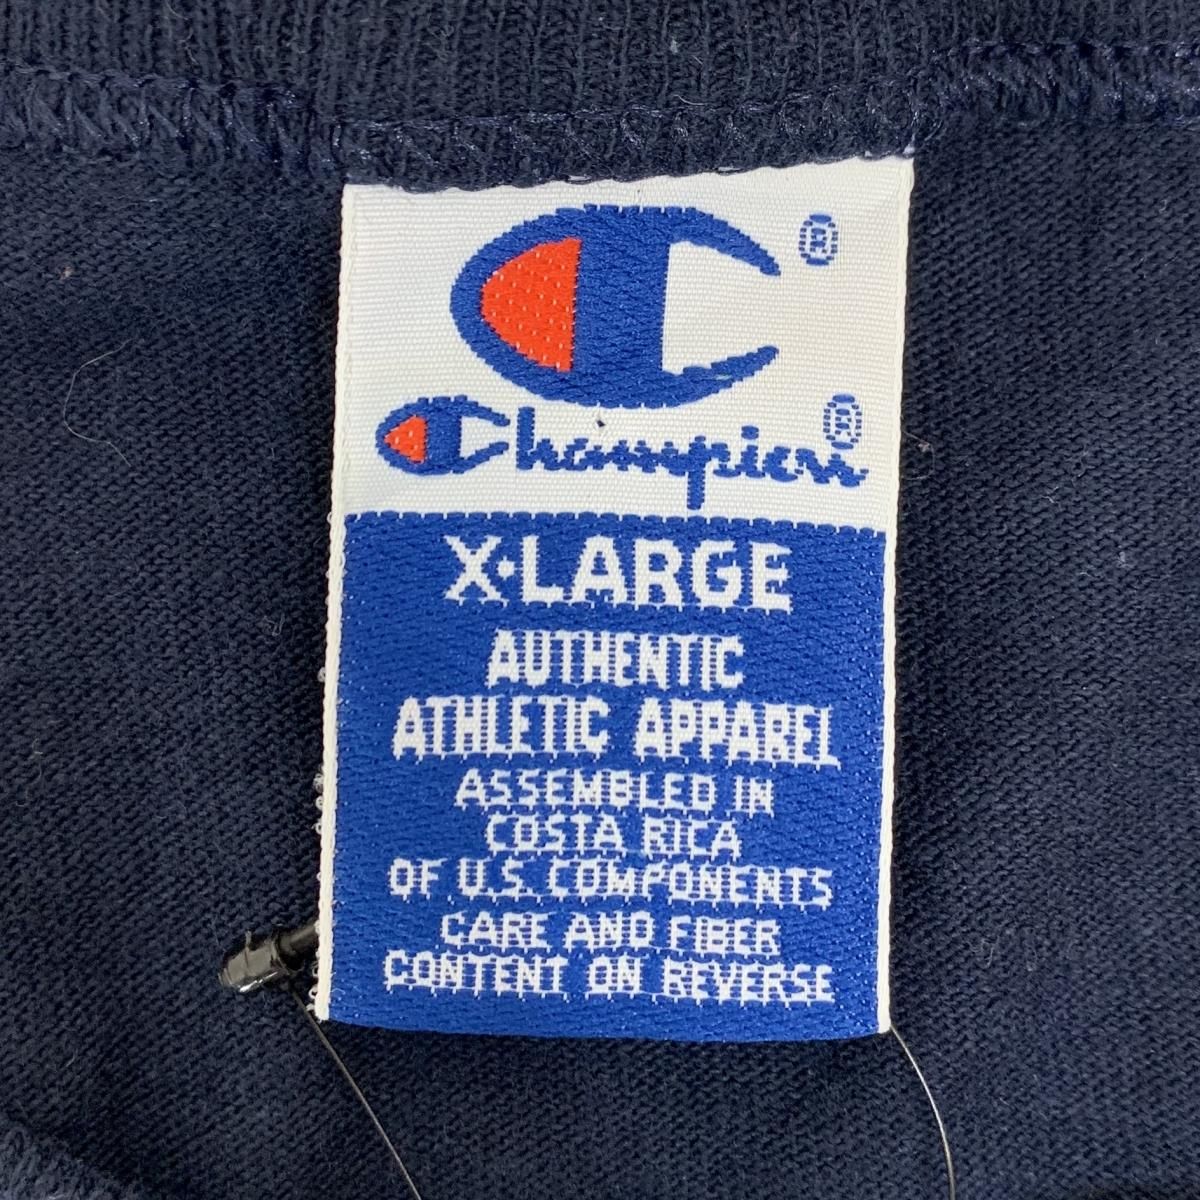 ®
Champion®
X-LARGE
AUTHENTIC
ATHLETIC APPAREL
ASSEMBLED IN
COSTA RICA
OF U.S. COMPONENTS
CARE AND FIBER
CONTENT ON REVERSE